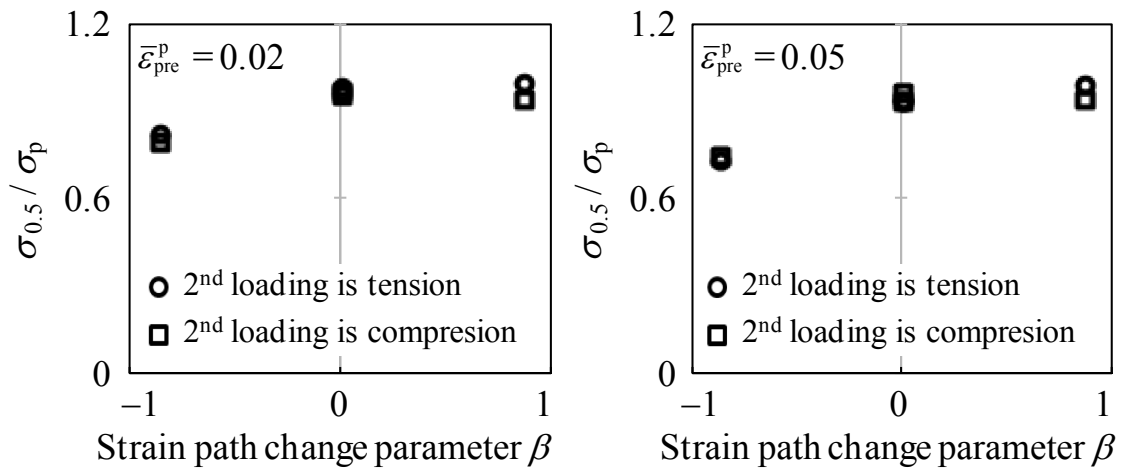 1.2
ε̅ᵖpre = 0.02
σ0.5 / σp
0.6
2nd loading is tension
2nd loading is compresion
0
−1 0 1
Strain path change parameter β
1.2
ε̅ᵖpre = 0.05
σ0.5 / σp
0.6
2nd loading is tension
2nd loading is compresion
0
−1 0 1
Strain path change parameter β